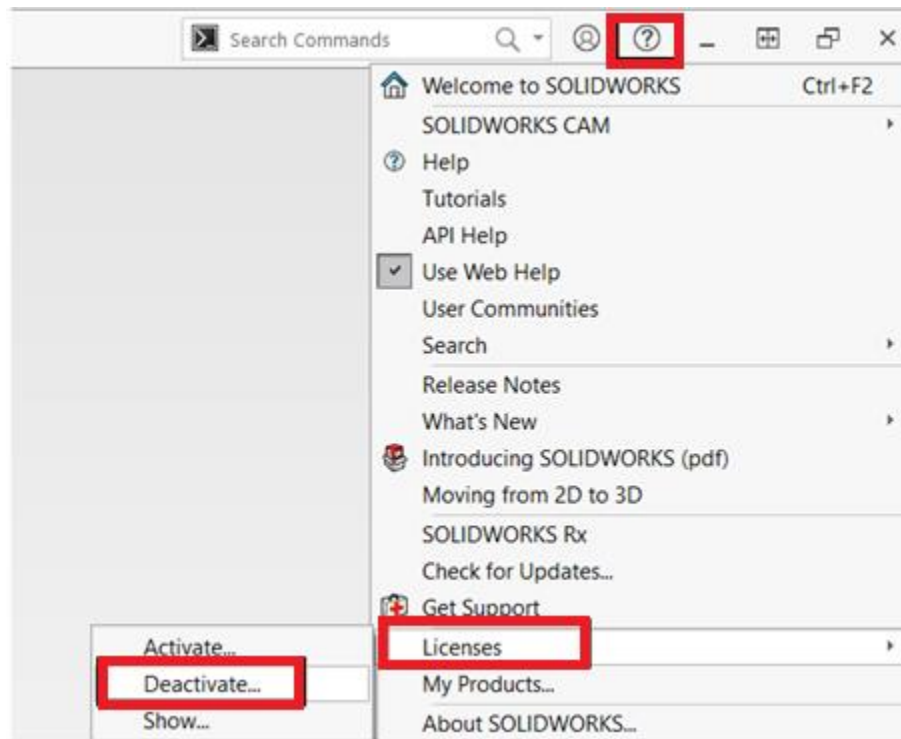 Search Commands
Welcome to SOLIDWORKS Ctrl+F2
SOLIDWORKS CAM
Help
Tutorials
API Help
Use Web Help
User Communities
Search
Release Notes
What's New
Introducing SOLIDWORKS (pdf)
Moving from 2D to 3D
SOLIDWORKS Rx
Check for Updates...
Get Support
Licenses
My Products...
About SOLIDWORKS...
Activate...
Deactivate...
Show...